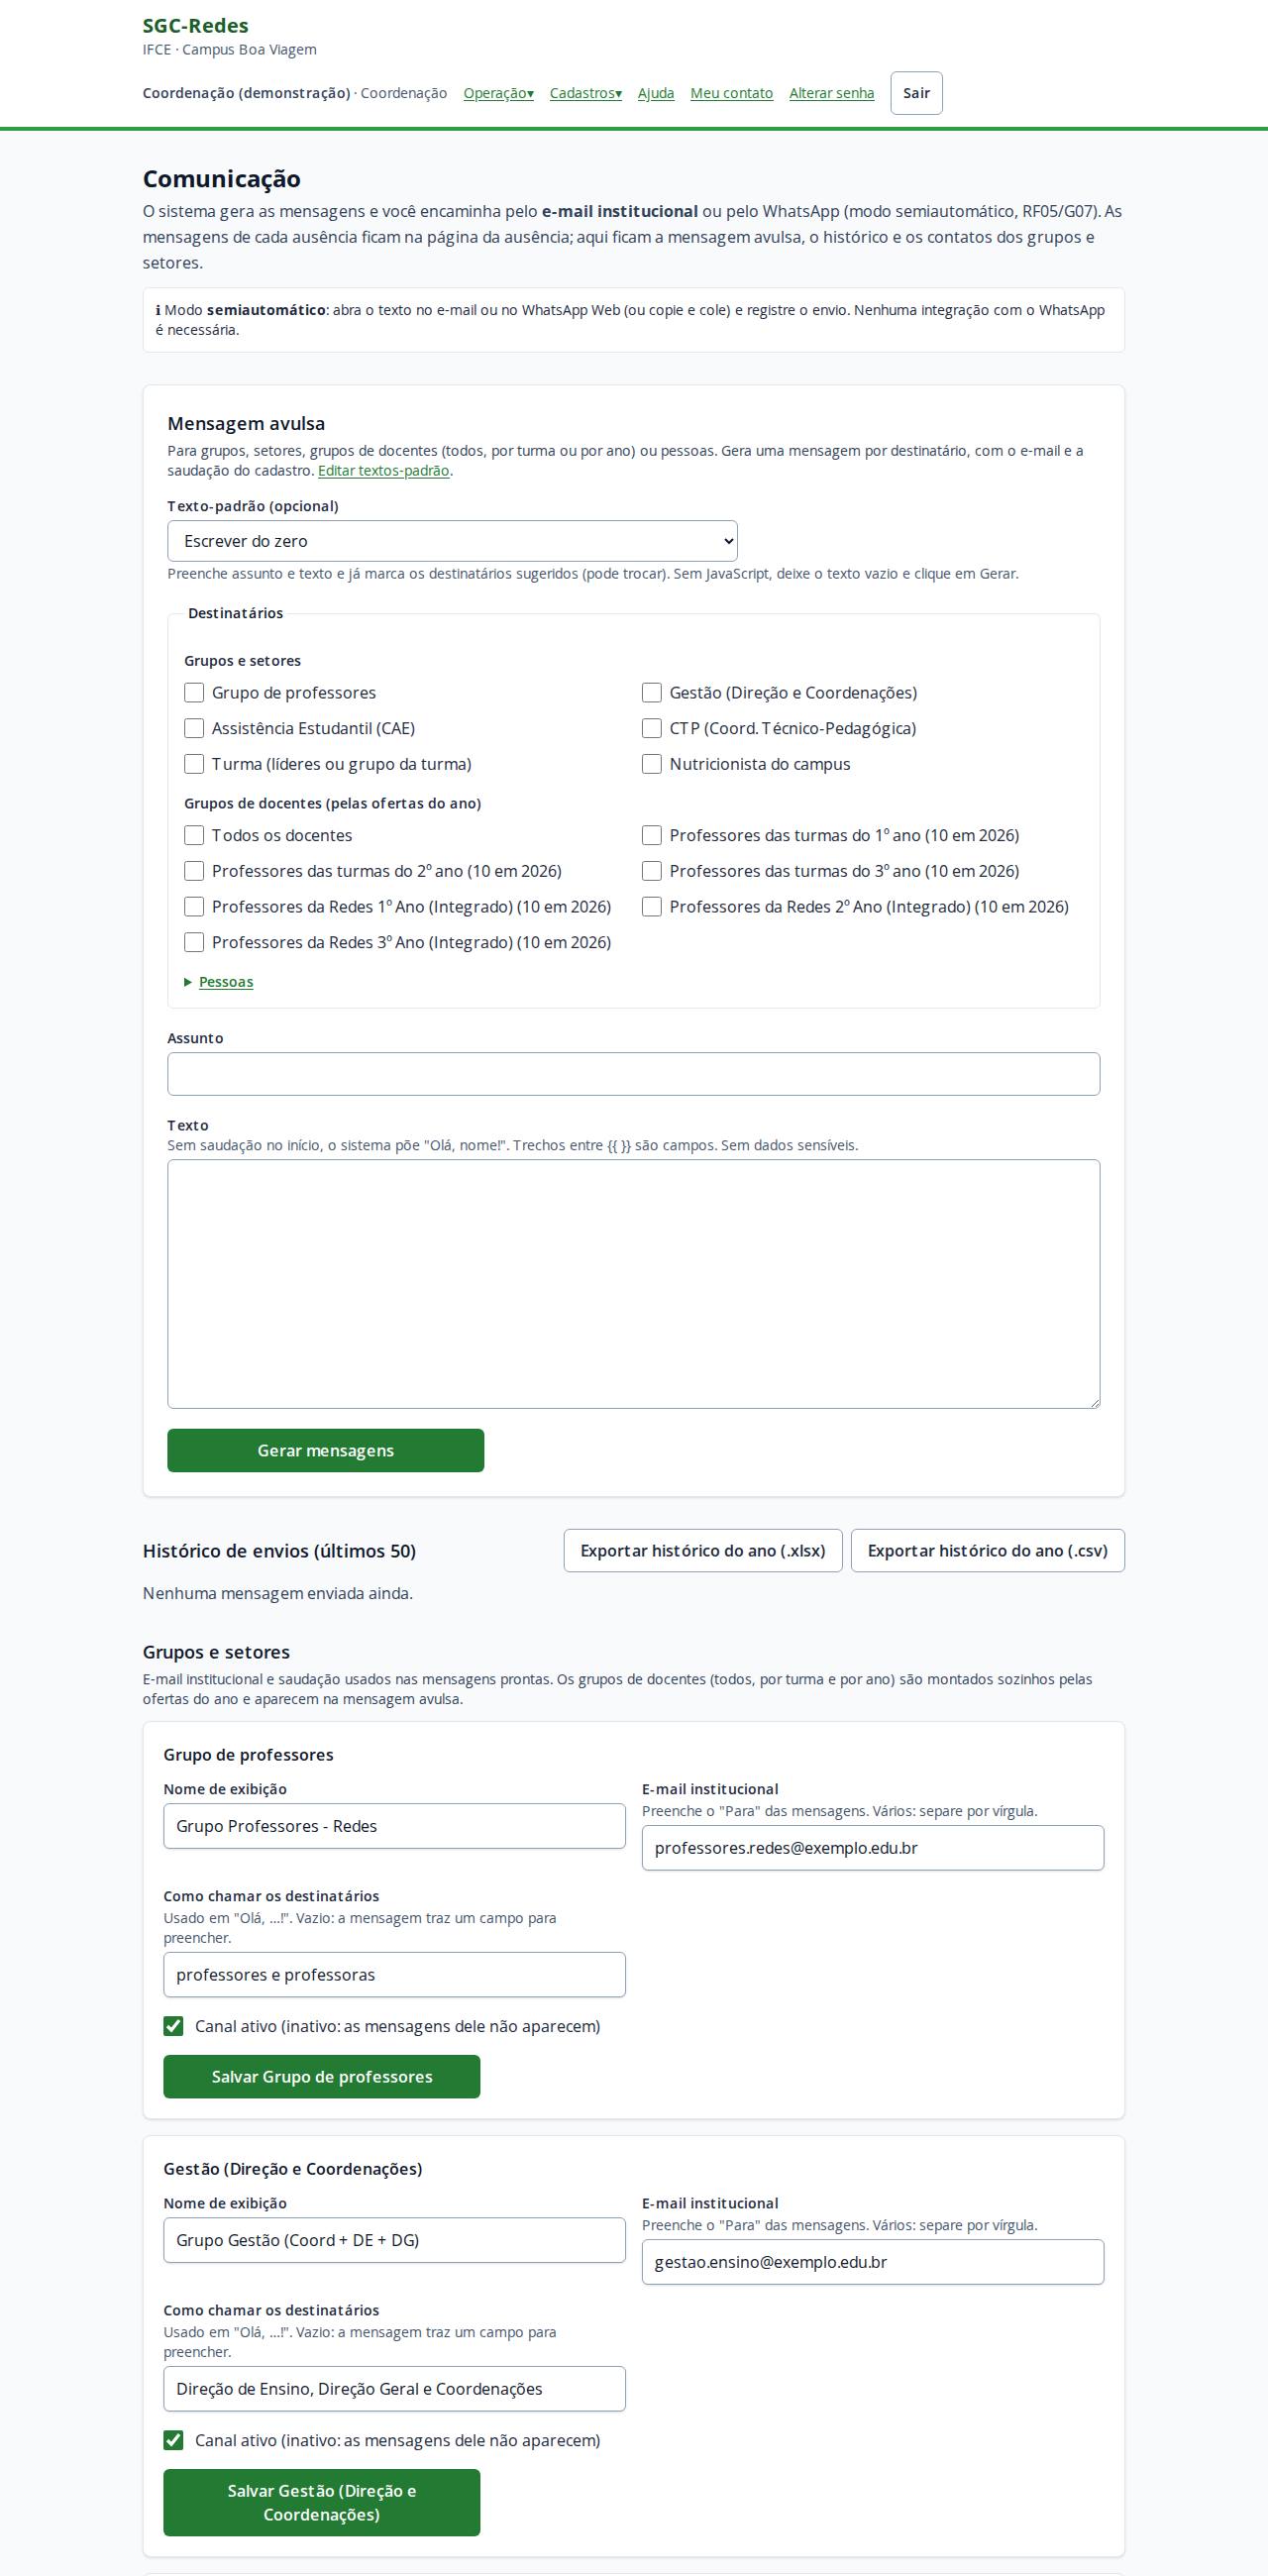 SGC-Redes
IFCE · Campus Boa Viagem
Coordenação (demonstração) · Coordenação Operação▾ Cadastros▾ Ajuda Meu contato Alterar senha Sair
Comunicação
O sistema gera as mensagens e você encaminha pelo e-mail institucional ou pelo WhatsApp (modo semiautomático, RF05/G07). As
mensagens de cada ausência ficam na página da ausência; aqui ficam a mensagem avulsa, o histórico e os contatos dos grupos e
setores.
ℹ Modo semiautomático: abra o texto no e-mail ou no WhatsApp Web (ou copie e cole) e registre o envio. Nenhuma integração com o WhatsApp
é necessária.
Mensagem avulsa
Para grupos, setores, grupos de docentes (todos, por turma ou por ano) ou pessoas. Gera uma mensagem por destinatário, com o e-mail e a
saudação do cadastro. Editar textos-padrão.
Texto-padrão (opcional)
Escrever do zero
Preenche assunto e texto e já marca os destinatários sugeridos (pode trocar). Sem JavaScript, deixe o texto vazio e clique em Gerar.
Destinatários
Grupos e setores
Grupo de professores
Gestão (Direção e Coordenações)
Assistência Estudantil (CAE)
CTP (Coord. Técnico-Pedagógica)
Turma (líderes ou grupo da turma)
Nutricionista do campus
Grupos de docentes (pelas ofertas do ano)
Todos os docentes
Professores das turmas do 1º ano (10 em 2026)
Professores das turmas do 2º ano (10 em 2026)
Professores das turmas do 3º ano (10 em 2026)
Professores da Redes 1º Ano (Integrado) (10 em 2026)
Professores da Redes 2º Ano (Integrado) (10 em 2026)
Professores da Redes 3º Ano (Integrado) (10 em 2026)
▶ Pessoas
Assunto
Texto
Sem saudação no início, o sistema põe "Olá, nome!". Trechos entre {{ }} são campos. Sem dados sensíveis.
Gerar mensagens
Histórico de envios (últimos 50)
Exportar histórico do ano (.xlsx)
Exportar histórico do ano (.csv)
Nenhuma mensagem enviada ainda.
Grupos e setores
E-mail institucional e saudação usados nas mensagens prontas. Os grupos de docentes (todos, por turma e por ano) são montados sozinhos pelas
ofertas do ano e aparecem na mensagem avulsa.
Grupo de professores
Nome de exibição
Grupo Professores - Redes
E-mail institucional
Preenche o "Para" das mensagens. Vários: separe por vírgula.
professores.redes@exemplo.edu.br
Como chamar os destinatários
Usado em "Olá, ...!". Vazio: a mensagem traz um campo para
preencher.
professores e professoras
Canal ativo (inativo: as mensagens dele não aparecem)
Salvar Grupo de professores
Gestão (Direção e Coordenações)
Nome de exibição
Grupo Gestão (Coord + DE + DG)
E-mail institucional
Preenche o "Para" das mensagens. Vários: separe por vírgula.
gestao.ensino@exemplo.edu.br
Como chamar os destinatários
Usado em "Olá, ...!". Vazio: a mensagem traz um campo para
preencher.
Direção de Ensino, Direção Geral e Coordenações
Canal ativo (inativo: as mensagens dele não aparecem)
Salvar Gestão (Direção e
Coordenações)